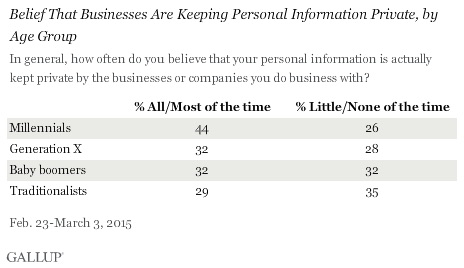 Belief That Businesses Are Keeping Personal Information Private, by
Age Group
In general, how often do you believe that your personal information is actually
kept private by the businesses or companies you do business with?
% All/Most of the time % Little/None of the time
Millennials 44 26
Generation X 32 28
Baby boomers 32 32
Traditionalists 29 35
Feb. 23-March 3, 2015
GALLUP®